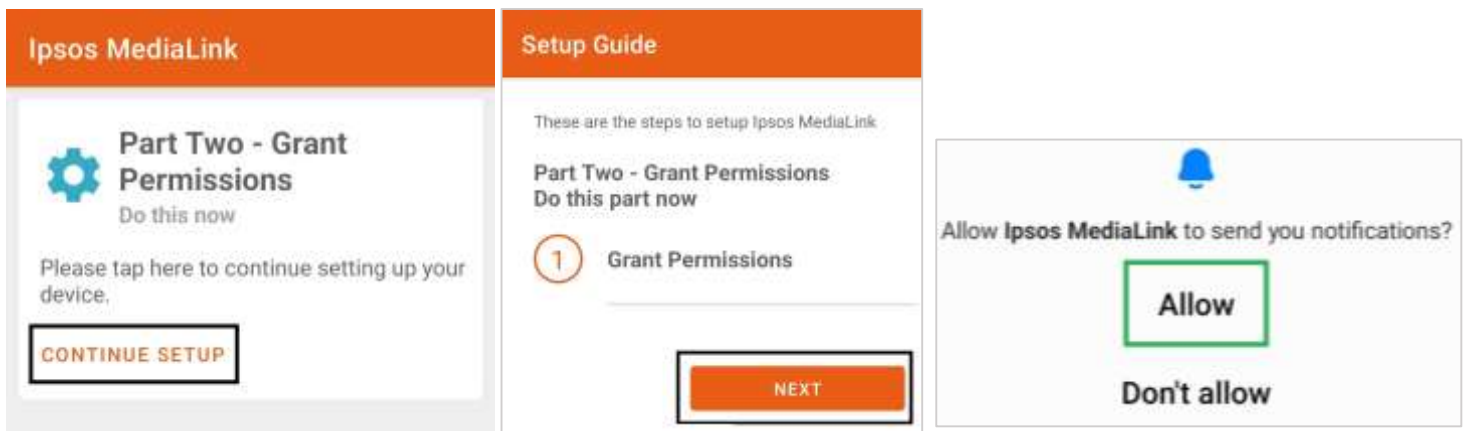 Ipsos MediaLink
Part Two - Grant
Permissions
Do this now
Please tap here to continue setting up your
device.
CONTINUE SETUP
Setup Guide
These are the steps to setup Ipsos MediaLink
Part Two - Grant Permissions
Do this part now
1
Grant Permissions
NEXT
Allow Ipsos MediaLink to send you notifications?
Allow
Don't allow